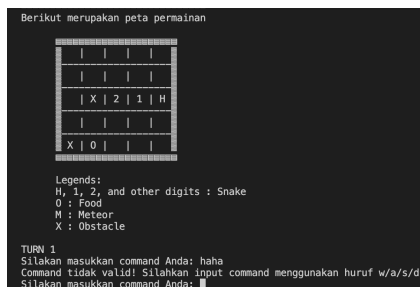 Berikut merupakan peta permainan
| | | |
| | | |
| X | 2 | 1 | H
| | | |
X | O | | |
Legends:
H, 1, 2, and other digits : Snake
O : Food
M : Meteor
X : Obstacle
TURN 1
Silakan masukkan command Anda: haha
Command tidak valid! Silahkan input command menggunakan huruf w/a/s/d
Silakan masukkan command Anda: